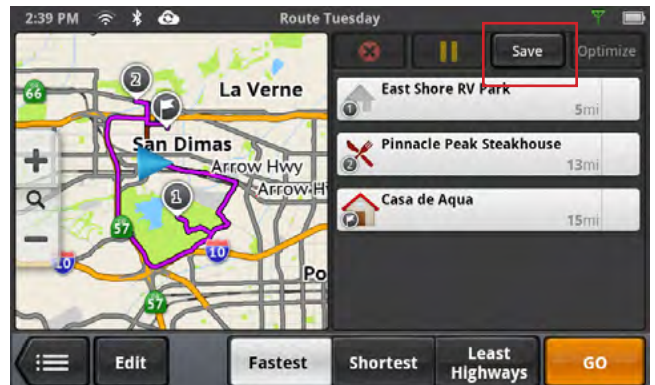 2:39 PM
Route Tuesday
Save
Optimize
66
2
La Verne
San Dimas
Arrow Hwy
Arrow H
1
57
10
10
Po
57
East Shore RV Park
1
5mi
Pinnacle Peak Steakhouse
2
13mi
Casa de Aqua
15mi
Edit
Fastest
Shortest
Least
Highways
GO